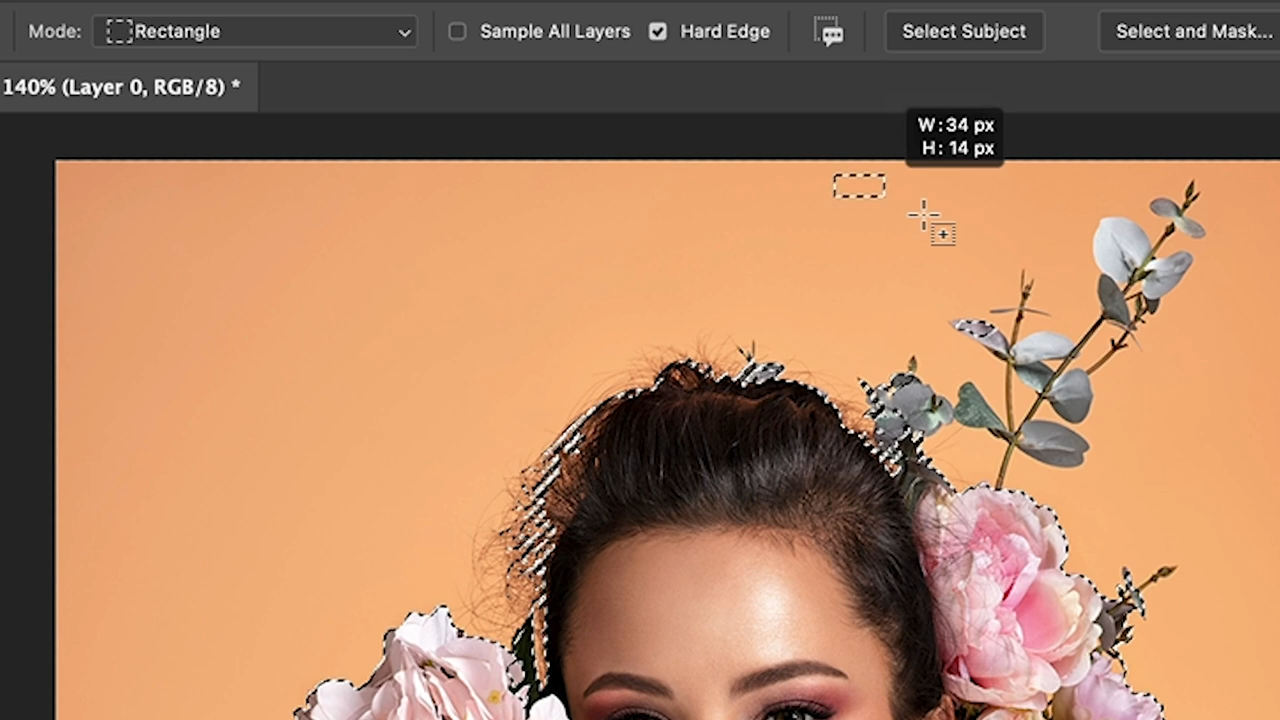 Mode: Rectangle Sample All Layers Hard Edge Select Subject Select and Mask...
140% (Layer 0, RGB/8) *
W: 34 px
H: 14 px